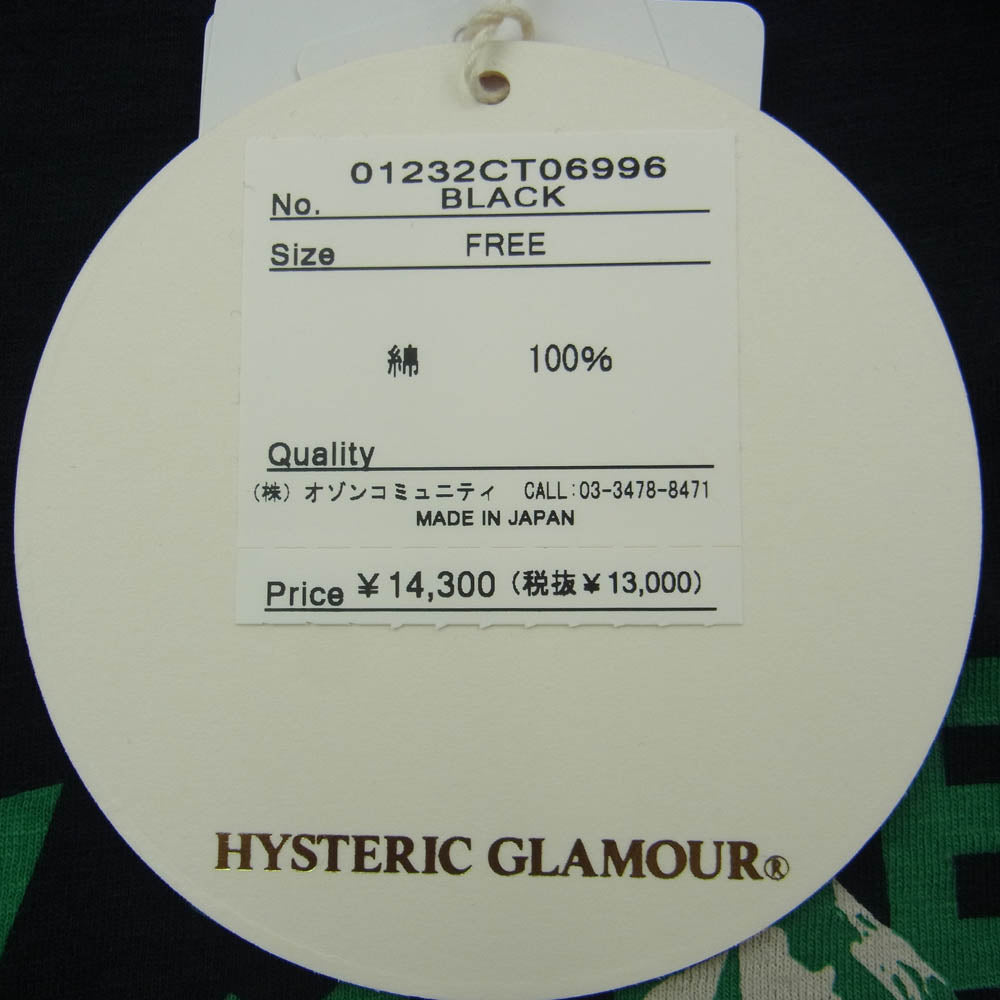 01232CT06996
No. BLACK
Size FREE
綿 100%
Quality
(株) オゾンコミュニティ CALL:03-3478-8471
MADE IN JAPAN
Price ¥14,300 (税抜¥13,000)
HYSTERIC GLAMOUR®